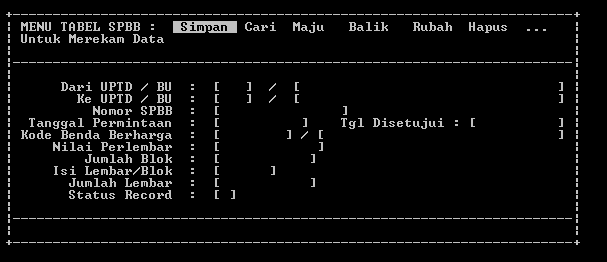 MENU TABEL SPBB : Simpan Cari Maju Balik Rubah Hapus ...
Untuk Merekam Data
Dari UPTD / BU : [ ] / [ ]
Ke UPTD / BU : [ ] / [ ]
Nomor SPBB : [ ]
Tanggal Permintaan : [ ] Tgl Disetujui : [ ]
Kode Benda Berharga : [ ] / [ ]
Nilai Perlembar : [ ]
Jumlah Blok : [ ]
Isi Lembar/Blok : [ ]
Jumlah Lembar : [ ]
Status Record : [ ]